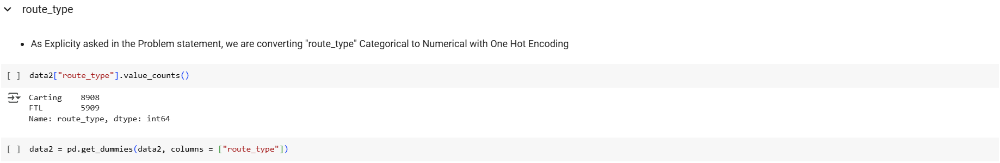 route_type
• As Explicity asked in the Problem statement, we are converting "route_type" Categorical to Numerical with One Hot Encoding
[ ] data2["route_type"].value_counts()
Carting    8908
FTL        5909
Name: route_type, dtype: int64
[ ] data2 = pd.get_dummies(data2, columns = ["route_type"])